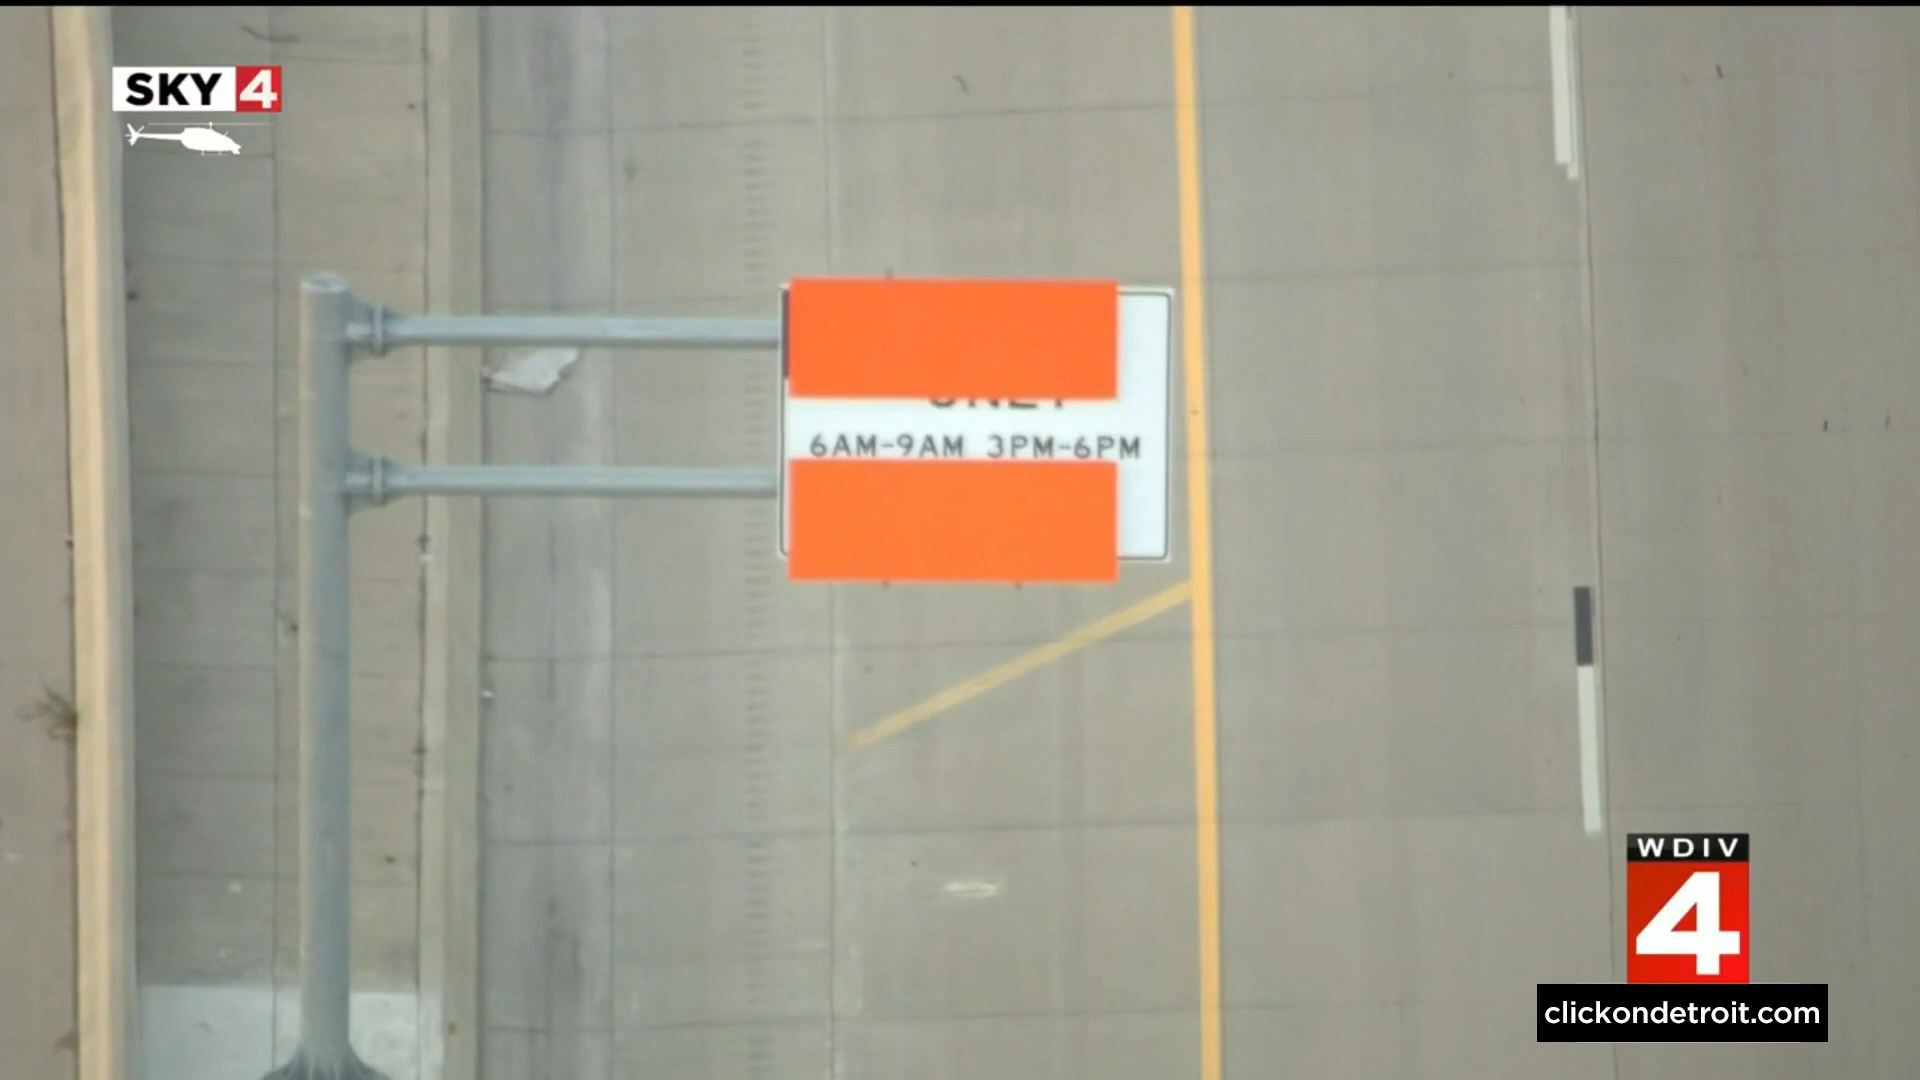 SKY 4
6AM-9AM 3PM-6PM
WDIV
4
clickondetroit.com